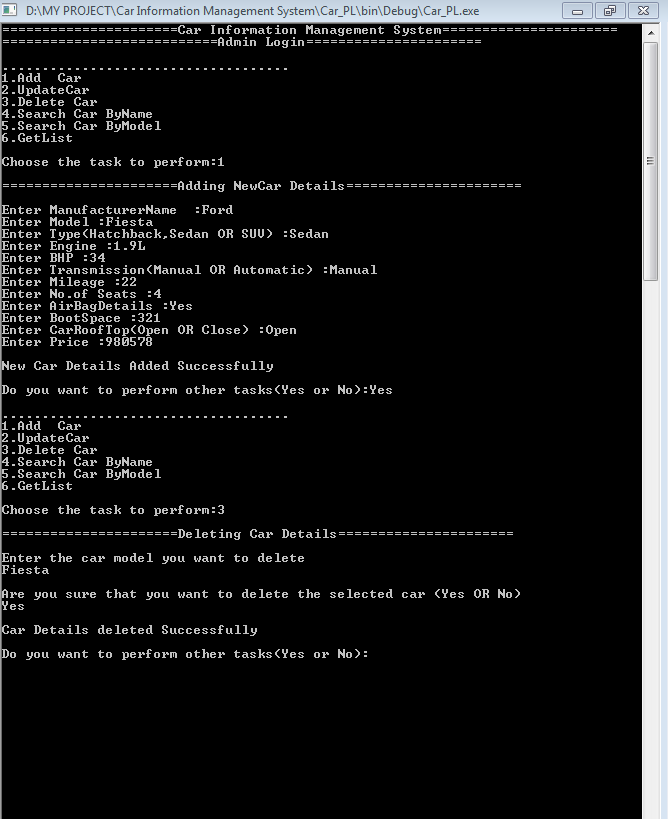 D:\MY PROJECT\Car Information Management System\Car_PL\bin\Debug\Car_PL.exe
======================Car Information Management System======================
===========================Admin Login======================
....................................
1.Add  Car
2.UpdateCar
3.Delete Car
4.Search Car ByName
5.Search Car ByModel
6.GetList
Choose the task to perform:1
======================Adding NewCar Details======================
Enter ManufacturerName  :Ford
Enter Model :Fiesta
Enter Type(Hatchback,Sedan OR SUV) :Sedan
Enter Engine :1.9L
Enter BHP :34
Enter Transmission(Manual OR Automatic) :Manual
Enter Mileage :22
Enter No.of Seats :4
Enter AirBagDetails :Yes
Enter BootSpace :321
Enter CarRoofTop(Open OR Close) :Open
Enter Price :980578
New Car Details Added Successfully
Do you want to perform other tasks(Yes or No):Yes
....................................
1.Add  Car
2.UpdateCar
3.Delete Car
4.Search Car ByName
5.Search Car ByModel
6.GetList
Choose the task to perform:3
======================Deleting Car Details======================
Enter the car model you want to delete
Fiesta
Are you sure that you want to delete the selected car (Yes OR No)
Yes
Car Details deleted Successfully
Do you want to perform other tasks(Yes or No):